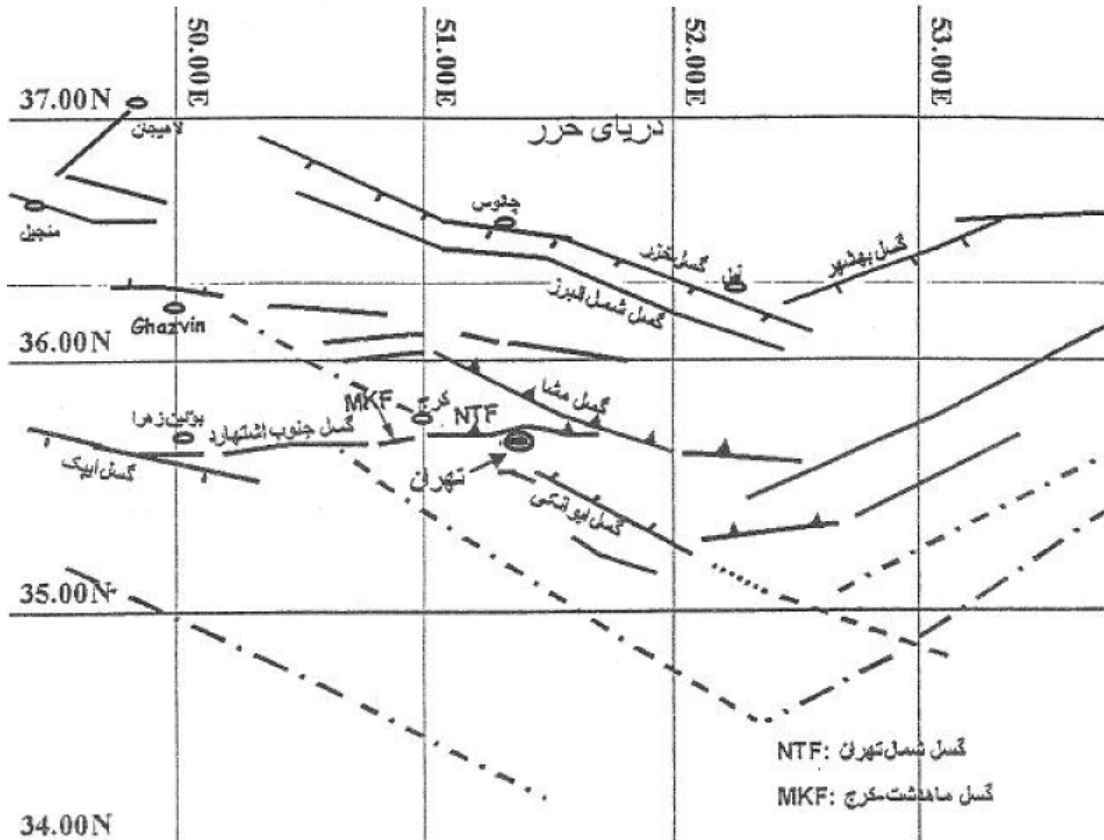 50.00E
51.00E
52.00E
53.00E
37.00N
لاهیجان
دریای خزر
منجیل
چالوس
گسل خزر
آمل
گسل بهشهر
گسل شمال البرز
Ghazvin
36.00N
گسل مشا
کرج
MKF
NTF
بوئین زهرا
گسل جنوب اشتهارد
گسل ایپک
تهران
گسل ایوانکی
35.00N
NTF: گسل شمال تهران
MKF: گسل ماهدشت-کرج
34.00N